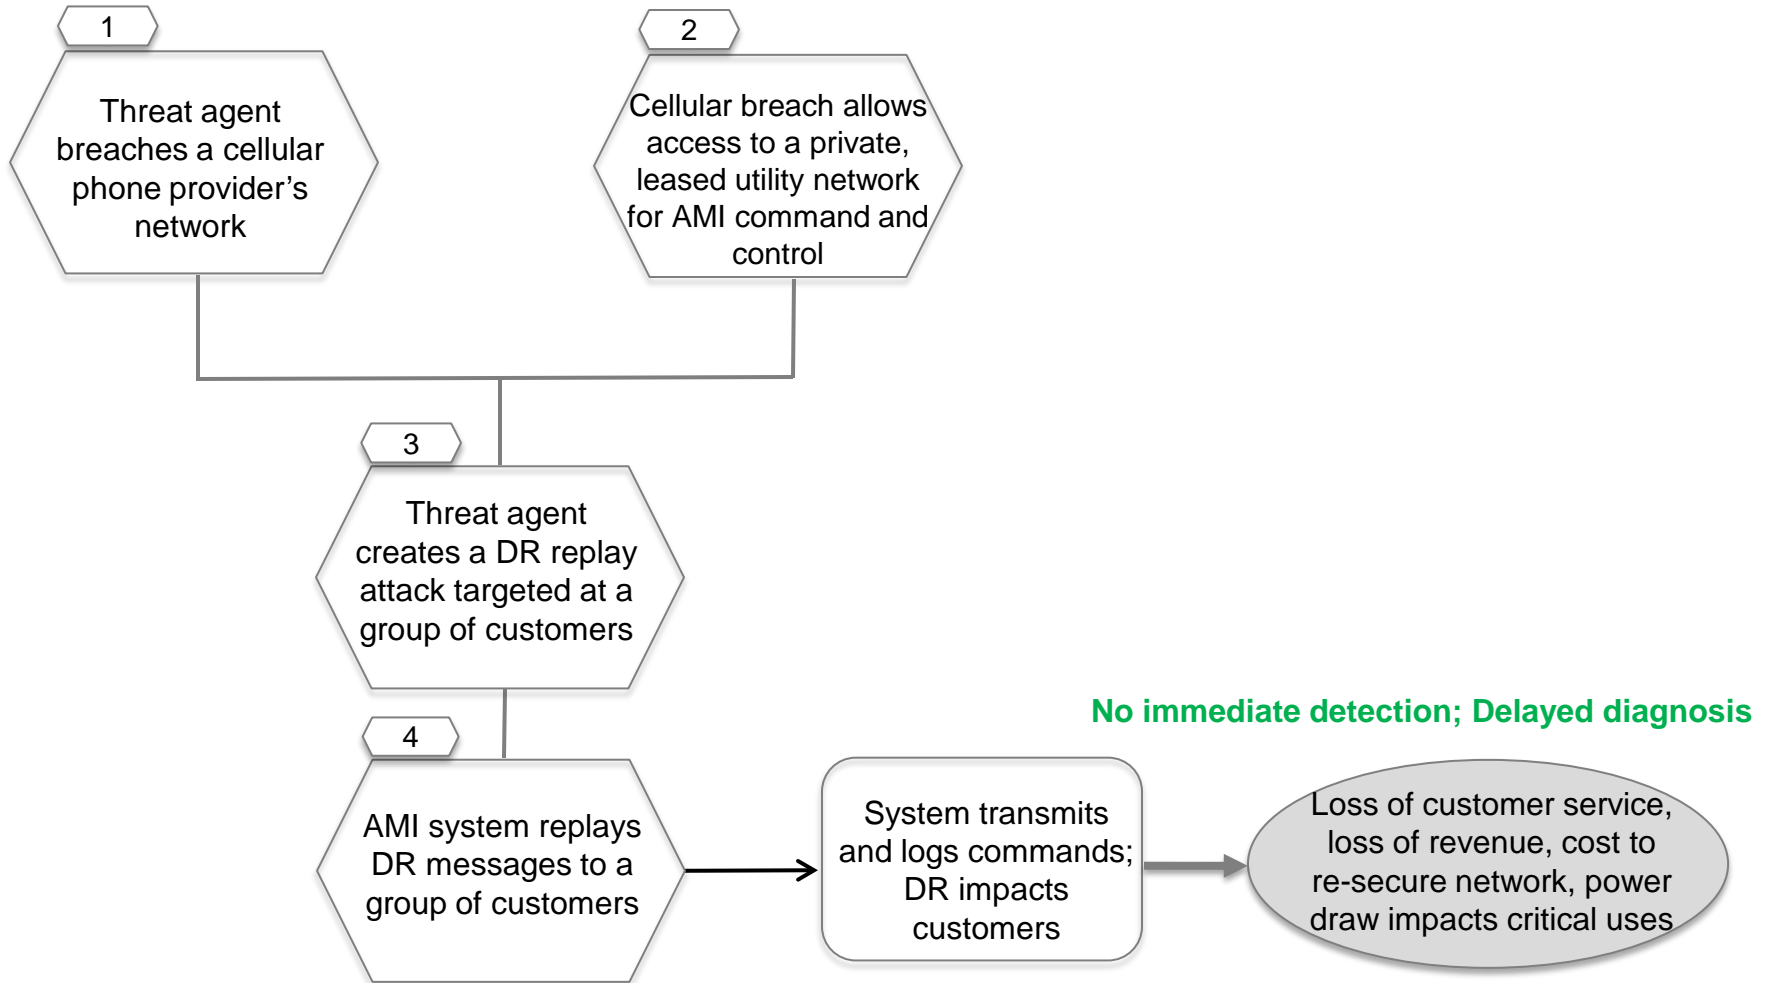 1
Threat agent
breaches a cellular
phone provider’s
network
2
Cellular breach allows
access to a private,
leased utility network
for AMI command and
control
3
Threat agent
creates a DR replay
attack targeted at a
group of customers
4
AMI system replays
DR messages to a
group of customers
System transmits
and logs commands;
DR impacts
customers
No immediate detection; Delayed diagnosis
Loss of customer service,
loss of revenue, cost to
re-secure network, power
draw impacts critical uses